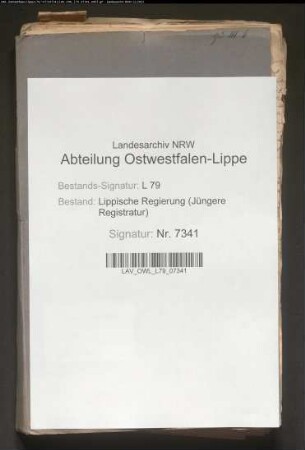 Landesarchiv NRW
Abteilung Ostwestfalen-Lippe
Bestands-Signatur: L 79
Bestand: Lippische Regierung (Jüngere
Registratur)
Signatur: Nr. 7341
LAV_OWL_L79_07341